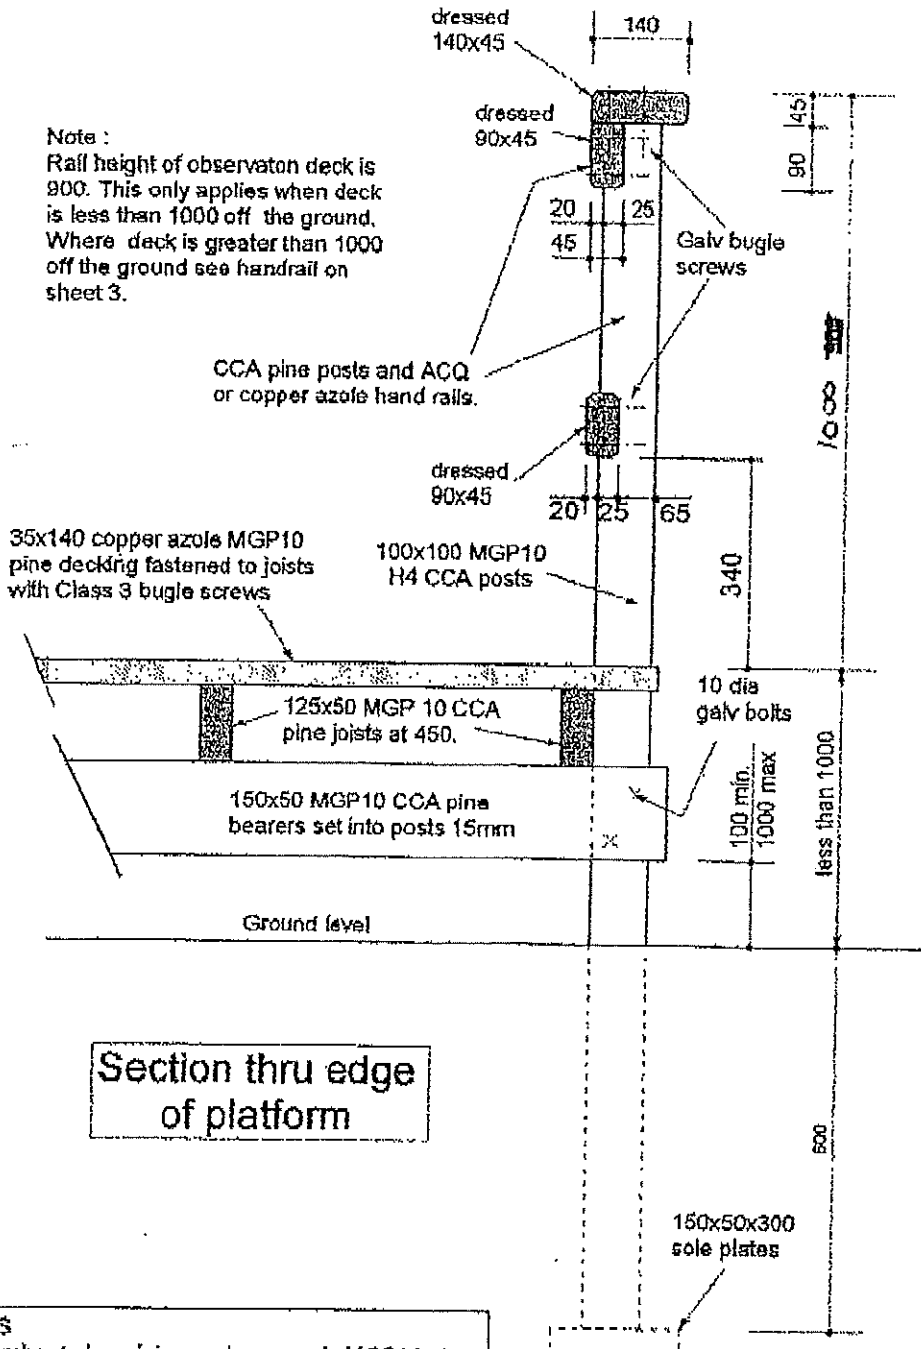 dressed
140x45
140
dressed
90x45
45
90
Note :
Rail height of observaton deck is
900. This only applies when deck
is less than 1000 off the ground,
Where deck is greater than 1000
off the ground see handrail on
sheet 3.
20 25
45
Galv bugle
screws
1000
CCA pine posts and ACQ
or copper azole hand rails.
dressed
90x45
20 25 65
340
35x140 copper azole MGP10
pine decking fastened to joists
with Class 3 bugle screws
100x100 MGP10
H4 CCA posts
10 dia
galv bolts
125x50 MGP 10 CCA
pine joists at 450.
150x50 MGP10 CCA pine
bearers set into posts 15mm
100 min.
1000 max
less than 1000
Ground level
Section thru edge
of platform
600
150x50x300
sole plates